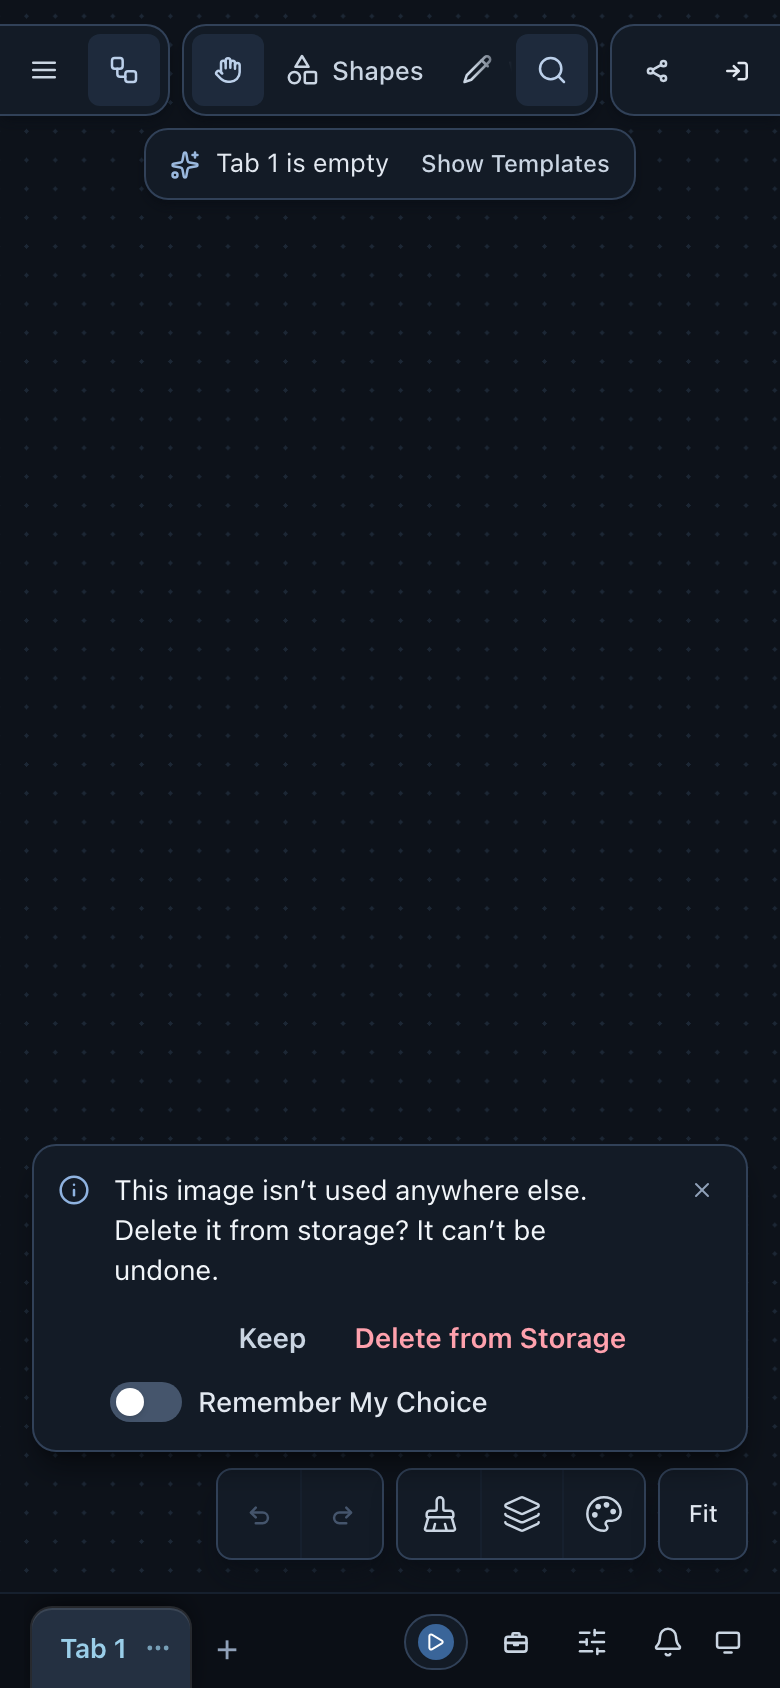 Shapes
Tab 1 is empty Show Templates
This image isn’t used anywhere else.
Delete it from storage? It can’t be
undone.
Keep Delete from Storage
Remember My Choice
Fit
Tab 1